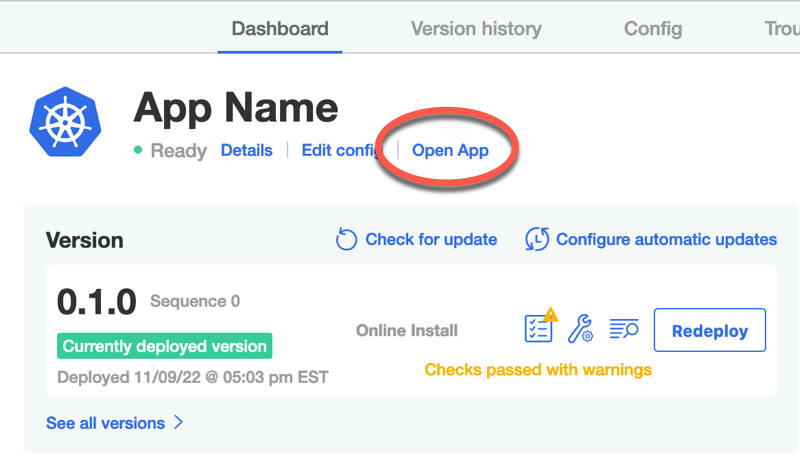 Dashboard Version history Config Trou
App Name
Ready Details Edit config Open App
Version Check for update Configure automatic updates
0.1.0 Sequence 0
Online Install Redeploy
Currently deployed version
Checks passed with warnings
Deployed 11/09/22 @ 05:03 pm EST
See all versions